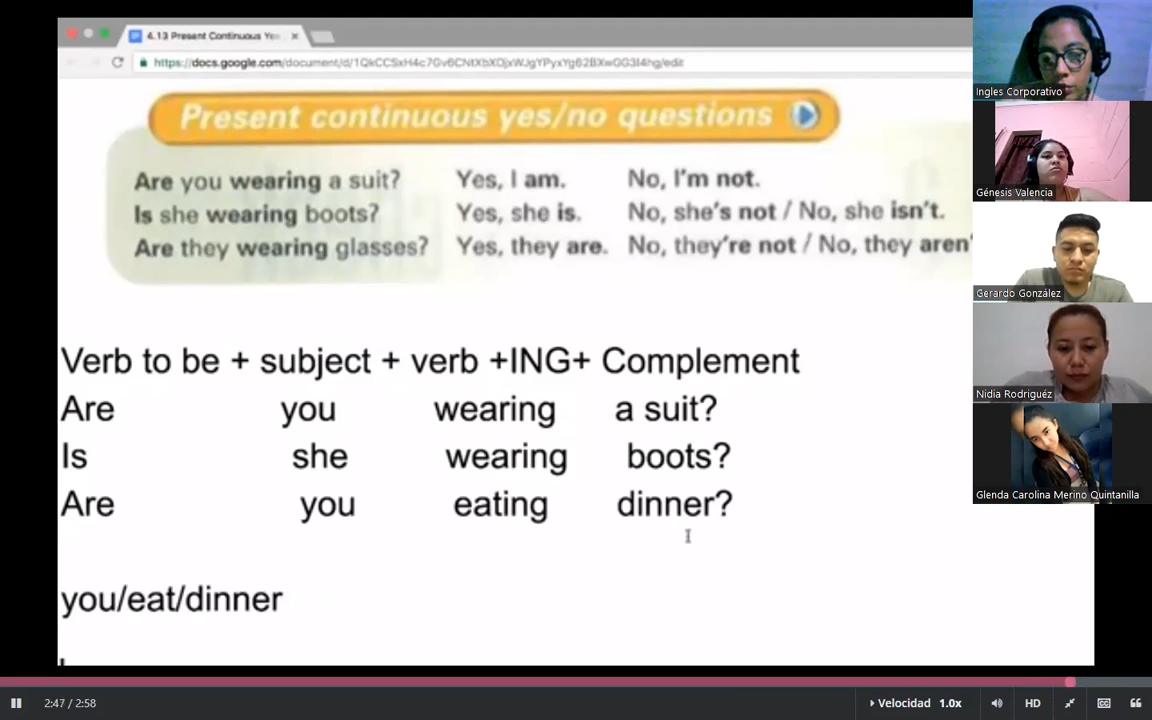 4.13 Present Continuous Yes
https://docs.google.com/document/d/
Present continuous yes/no questions
Are you wearing a suit? Yes, I am. No, I'm not.
Is she wearing boots? Yes, she is. No, she's not / No, she isn't.
Are they wearing glasses? Yes, they are. No, they're not / No, they aren'
Verb to be + subject + verb +ING+ Complement
Are you wearing a suit?
Is she wearing boots?
Are you eating dinner?
you/eat/dinner
Ingles Corporativo
Génesis Valencia
Gerardo González
Nidia Rodriguéz
Glenda Carolina Merino Quintanilla
2:47 / 2:58
Velocidad 1.0x
HD
CC